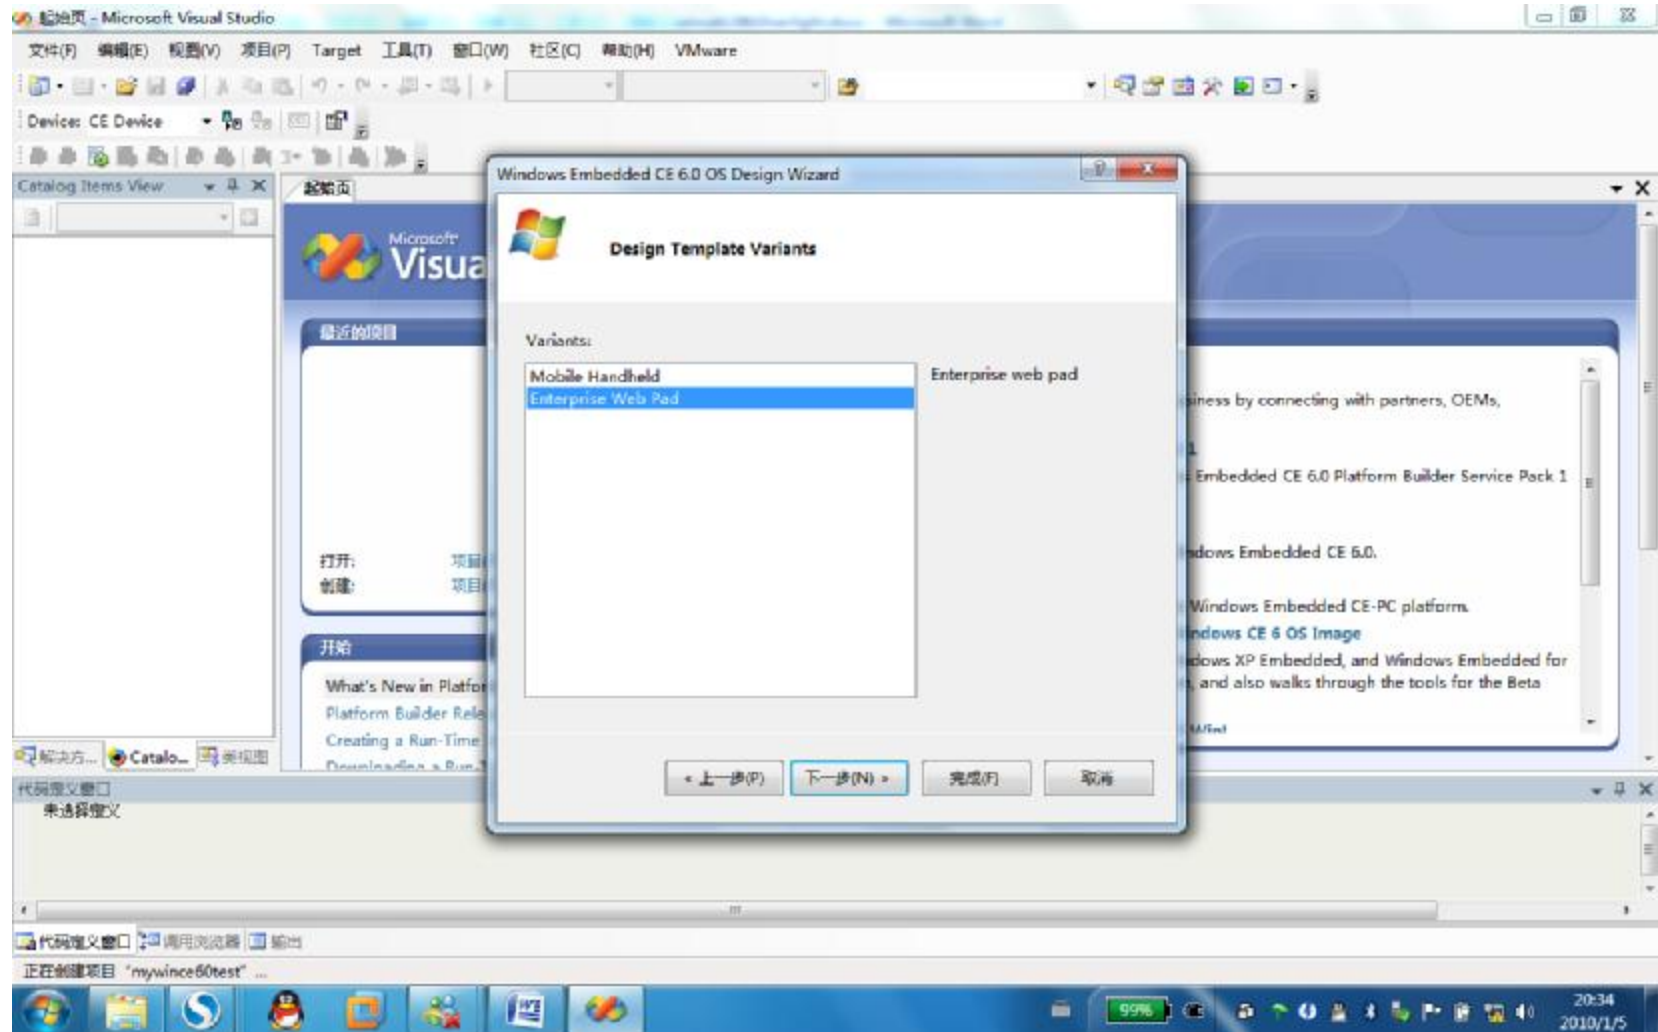 起始页 - Microsoft Visual Studio
文件(F) 编辑(E) 视图(V) 项目(P) Target 工具(T) 窗口(W) 社区(C) 帮助(H) VMware
Device: CE Device
Catalog Items View
起始页
Microsoft
Visua
最近的项目
打开:
创建:
开始
What's New in Platfor
Platform Builder Rele
Creating a Run-Time
Windows Embedded CE 6.0 OS Design Wizard
Design Template Variants
Variants:
Mobile Handheld
Enterprise Web Pad
Enterprise web pad
« 上一步(P)
下一步(N) »
完成(F)
取消
siness by connecting with partners, OEMs,
1
Embedded CE 6.0 Platform Builder Service Pack 1
dows Embedded CE 6.0.
Windows Embedded CE-PC platform.
indows CE 6 OS Image
dows XP Embedded, and Windows Embedded for
, and also walks through the tools for the Beta
解决方... Catalo... 类视图
代码定义窗口
未选择定义
代码定义窗口 调用浏览器 输出
正在创建项目 "mywince60test" ...
99%
20:34
2010/1/5